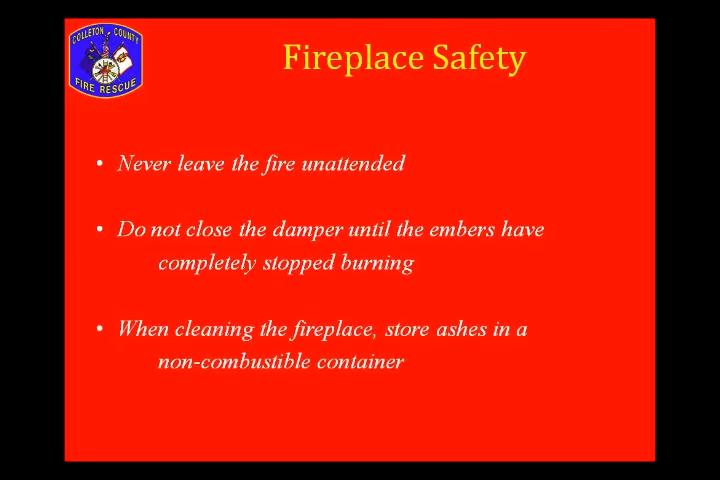 COLLETON COUNTY
FIRE RESCUE
Fireplace Safety
• Never leave the fire unattended
• Do not close the damper until the embers have
completely stopped burning
• When cleaning the fireplace, store ashes in a
non-combustible container